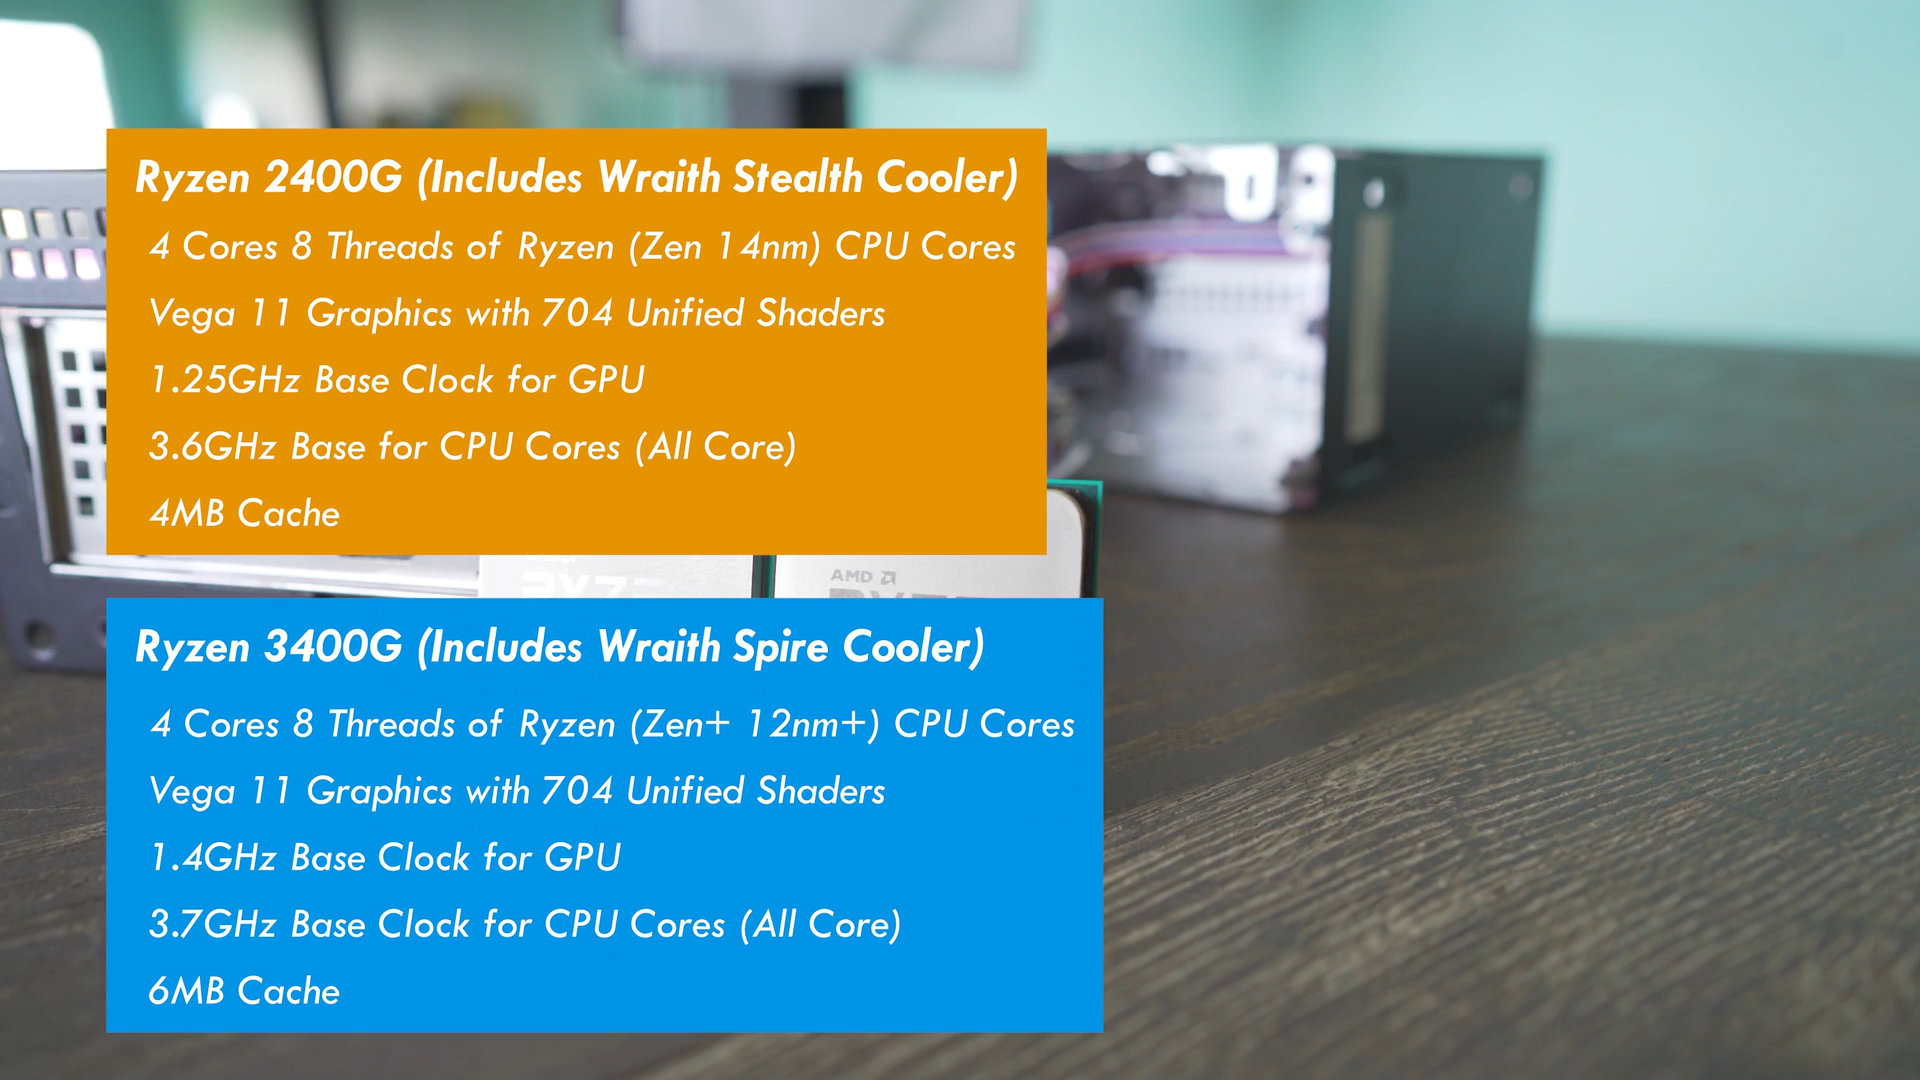 Ryzen 2400G (Includes Wraith Stealth Cooler)
4 Cores 8 Threads of Ryzen (Zen 14nm) CPU Cores
Vega 11 Graphics with 704 Unified Shaders
1.25GHz Base Clock for GPU
3.6GHz Base for CPU Cores (All Core)
4MB Cache
AMD
Ryzen 3400G (Includes Wraith Spire Cooler)
4 Cores 8 Threads of Ryzen (Zen+ 12nm+) CPU Cores
Vega 11 Graphics with 704 Unified Shaders
1.4GHz Base Clock for GPU
3.7GHz Base Clock for CPU Cores (All Core)
6MB Cache